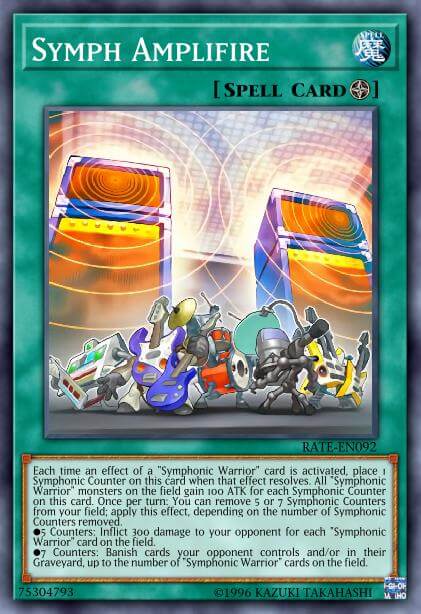 Symph Amplifire
SPELL
魔
[Spell Card]
RATE-EN092
Each time an effect of a "Symphonic Warrior" card is activated, place 1
Symphonic Counter on this card when that effect resolves. All "Symphonic
Warrior" monsters on the field gain 100 ATK for each Symphonic Counter
on this card. Once per turn: You can remove 5 or 7 Symphonic Counters
from your field; apply this effect, depending on the number of Symphonic
Counters removed.
●5 Counters: Inflict 300 damage to your opponent for each "Symphonic
Warrior" card on the field.
●7 Counters: Banish cards your opponent controls and/or in their
Graveyard, up to the number of "Symphonic Warrior" cards on the field.
75304793
©1996 KAZUKI TAKAHASHI